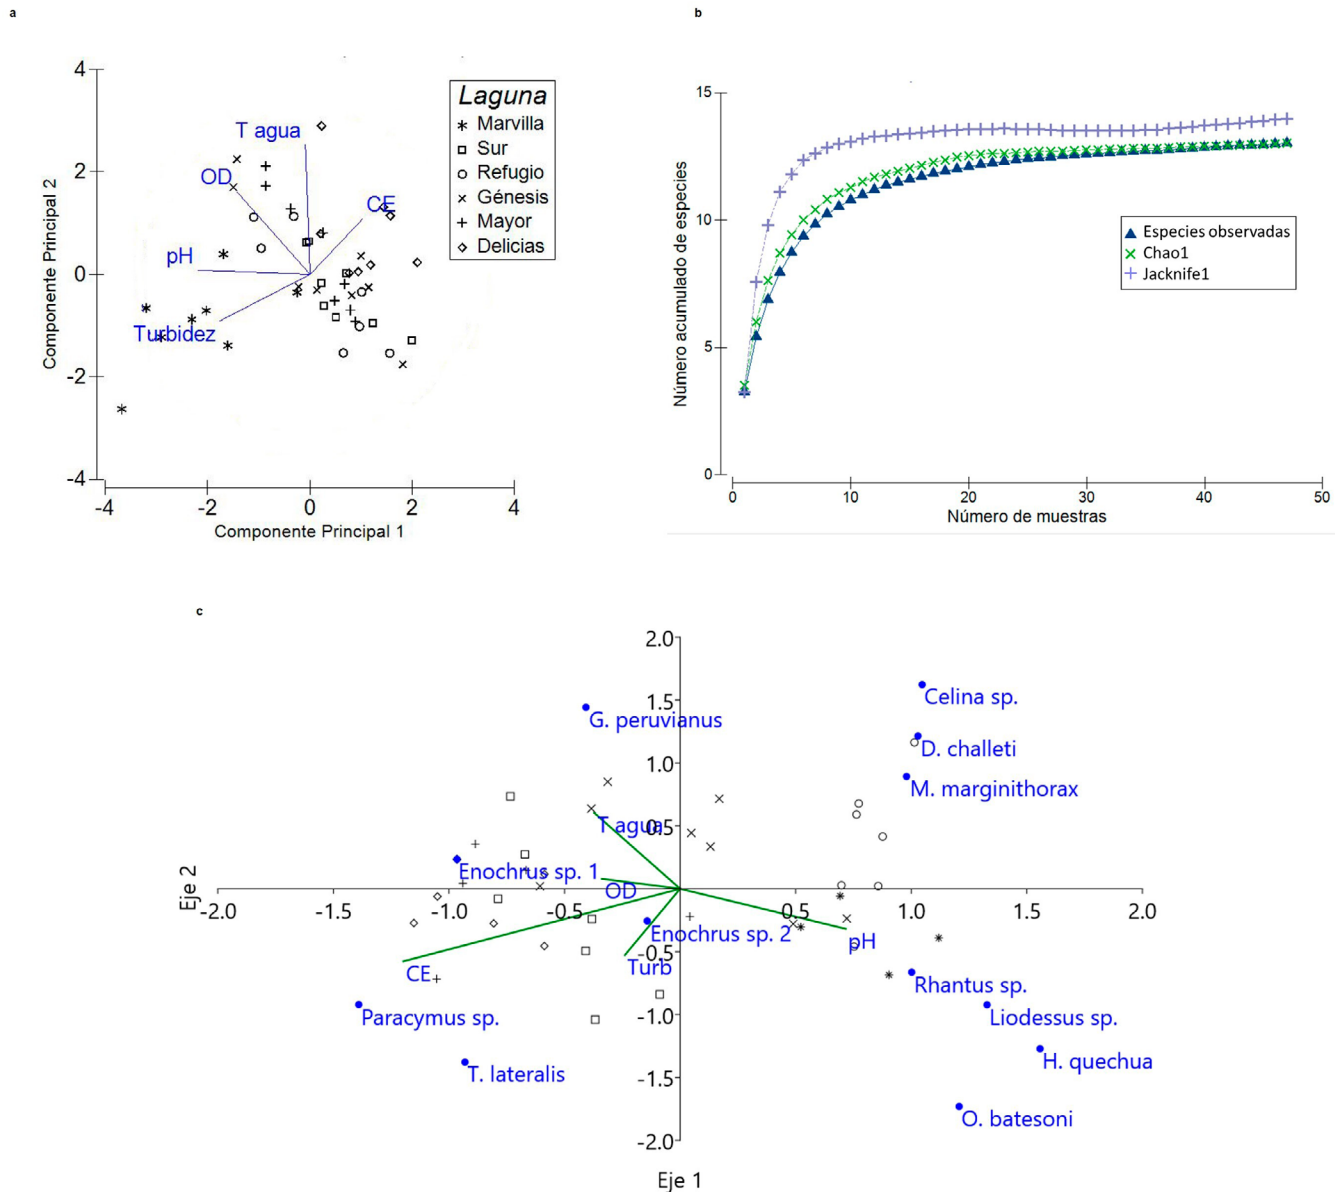 a
4
2
0
-2
-4
-4
-2
0
2
4
Componente Principal 2
Componente Principal 1
T agua
OD
CE
pH
Turbidez
Laguna
Marvilla
Sur
Refugio
Génesis
Mayor
Delicias
b
15
10
5
0
0
10
20
30
40
50
Número acumulado de especies
Número de muestras
Especies observadas
Chao1
Jacknife1
c
2.0
1.5
1.0
0.5
-0.5
-1.0
-1.5
-2.0
-2.0
-1.5
-1.0
-0.5
0.5
1.0
1.5
2.0
Eje 2
Eje 1
Celina sp.
G. peruvianus
D. challeti
M. marginithorax
T agua
Enochrus sp. 1
OD
Enochrus sp. 2
pH
Turb
CE
Rhantus sp.
Paracymus sp.
Liodessus sp.
H. quechua
T. lateralis
O. batesoni